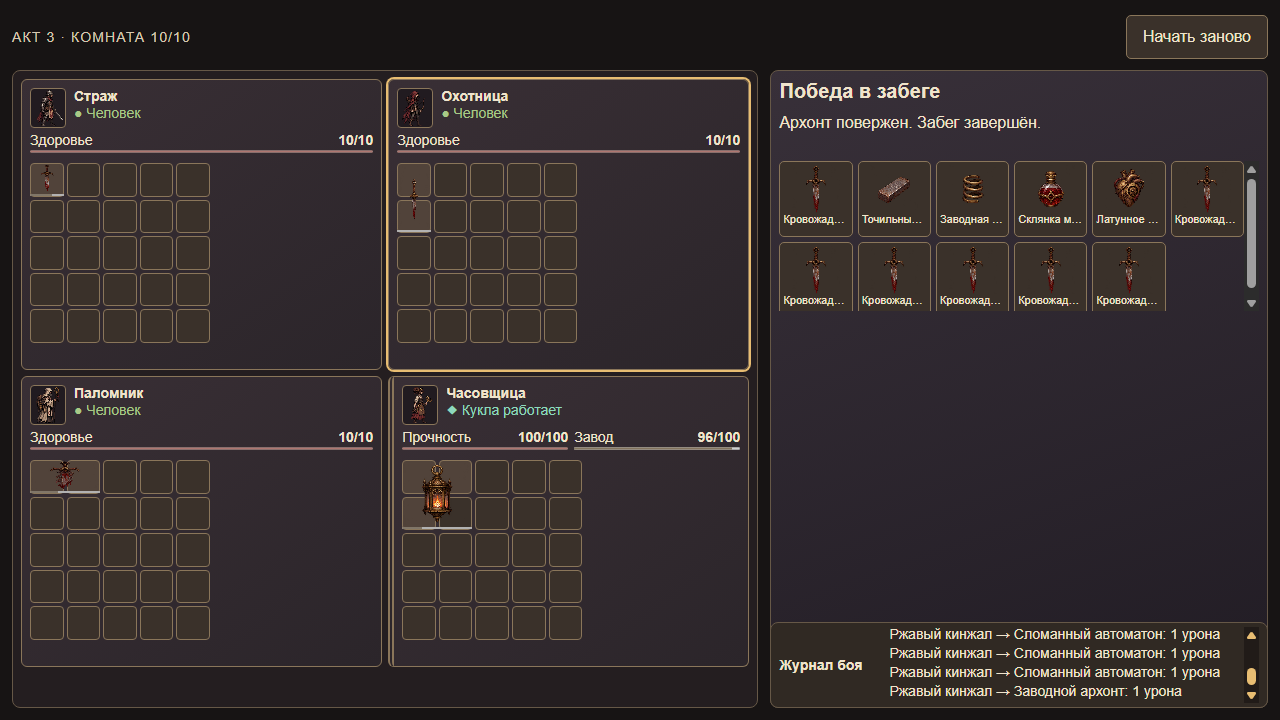 АКТ 3 · КОМНАТА 10/10
Начать заново
Страж
● Человек
Здоровье 10/10
Охотница
● Человек
Здоровье 10/10
Паломник
● Человек
Здоровье 10/10
Часовщица
◆ Кукла работает
Прочность 100/100 Завод 96/100
Победа в забеге
Архонт повержен. Забег завершён.
Кровожад... Точильны... Заводная ... Склянка м... Латунное ... Кровожад...
Кровожад... Кровожад... Кровожад... Кровожад... Кровожад...
Журнал боя
Ржавый кинжал → Сломанный автоматон: 1 урона
Ржавый кинжал → Сломанный автоматон: 1 урона
Ржавый кинжал → Сломанный автоматон: 1 урона
Ржавый кинжал → Заводной архонт: 1 урона